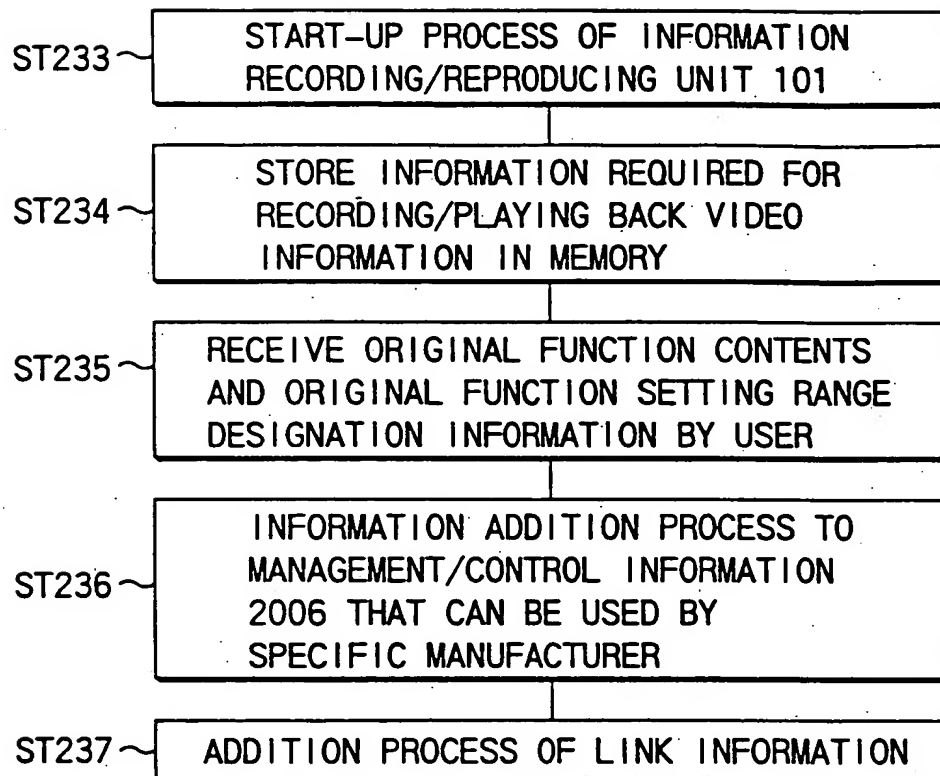 ST233
START-UP PROCESS OF INFORMATION
RECORDING/REPRODUCING UNIT 101
ST234
STORE INFORMATION REQUIRED FOR
RECORDING/PLAYING BACK VIDEO
INFORMATION IN MEMORY
ST235
RECEIVE ORIGINAL FUNCTION CONTENTS
AND ORIGINAL FUNCTION SETTING RANGE
DESIGNATION INFORMATION BY USER
ST236
INFORMATION ADDITION PROCESS TO
MANAGEMENT/CONTROL INFORMATION
2006 THAT CAN BE USED BY
SPECIFIC MANUFACTURER
ST237
ADDITION PROCESS OF LINK INFORMATION